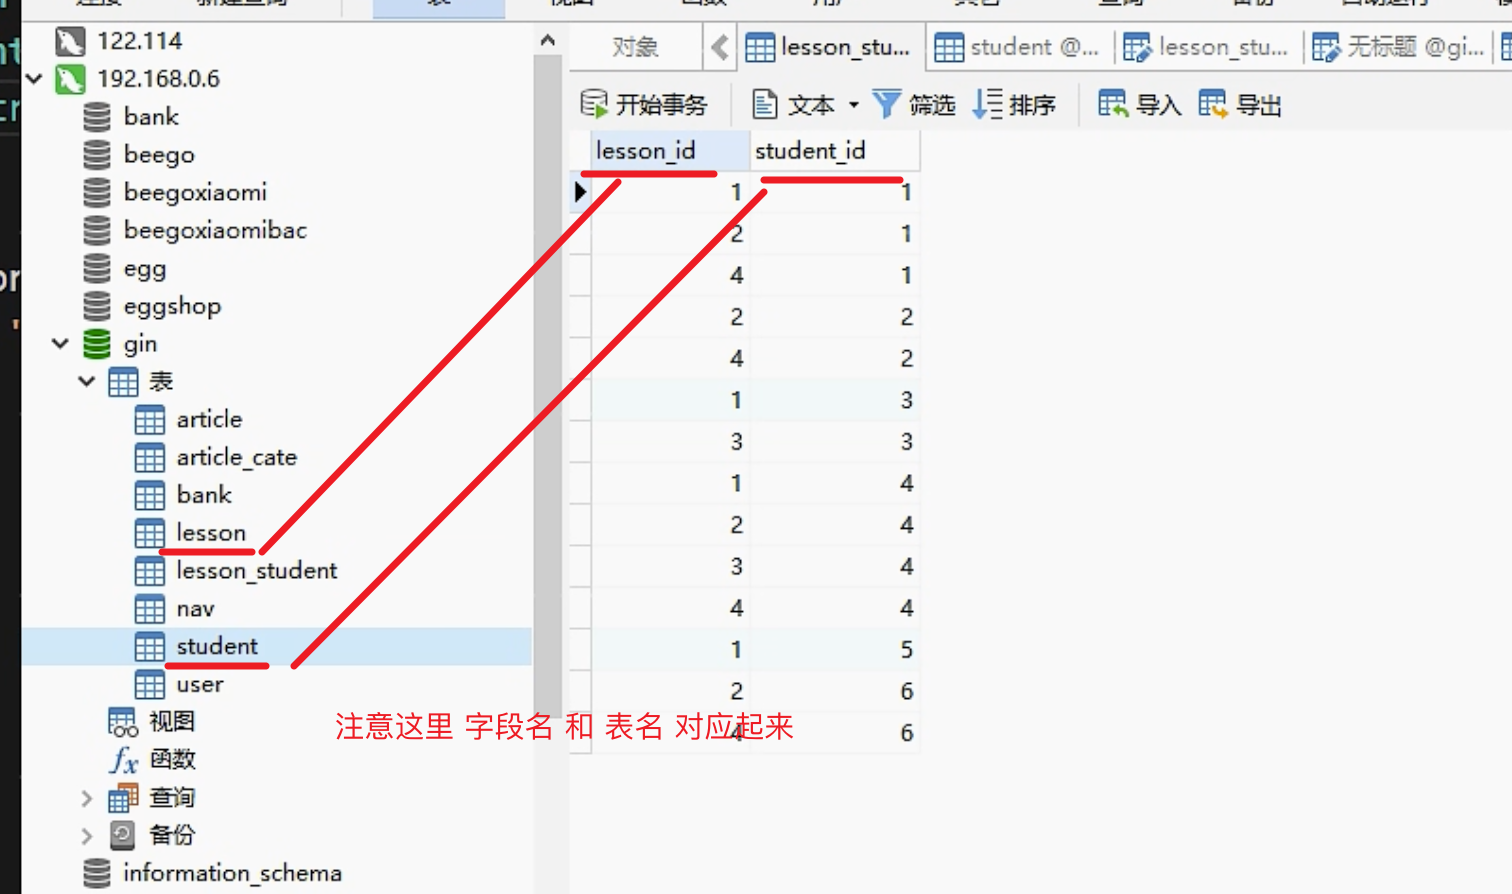 122.114
192.168.0.6
bank
beego
beegoxiaomi
beegoxiaomibac
egg
eggshop
gin
表
article
article_cate
bank
lesson
lesson_student
nav
student
user
视图
函数
查询
备份
information_schema
对象
lesson_stu...
student @...
lesson_stu...
无标题 @gi...
开始事务
文本
筛选
排序
导入
导出
lesson_id student_id
1 1
2 1
4 1
2 2
4 2
1 3
3 3
1 4
2 4
3 4
4 4
1 5
2 6
4 6
注意这里 字段名 和 表名 对应起来